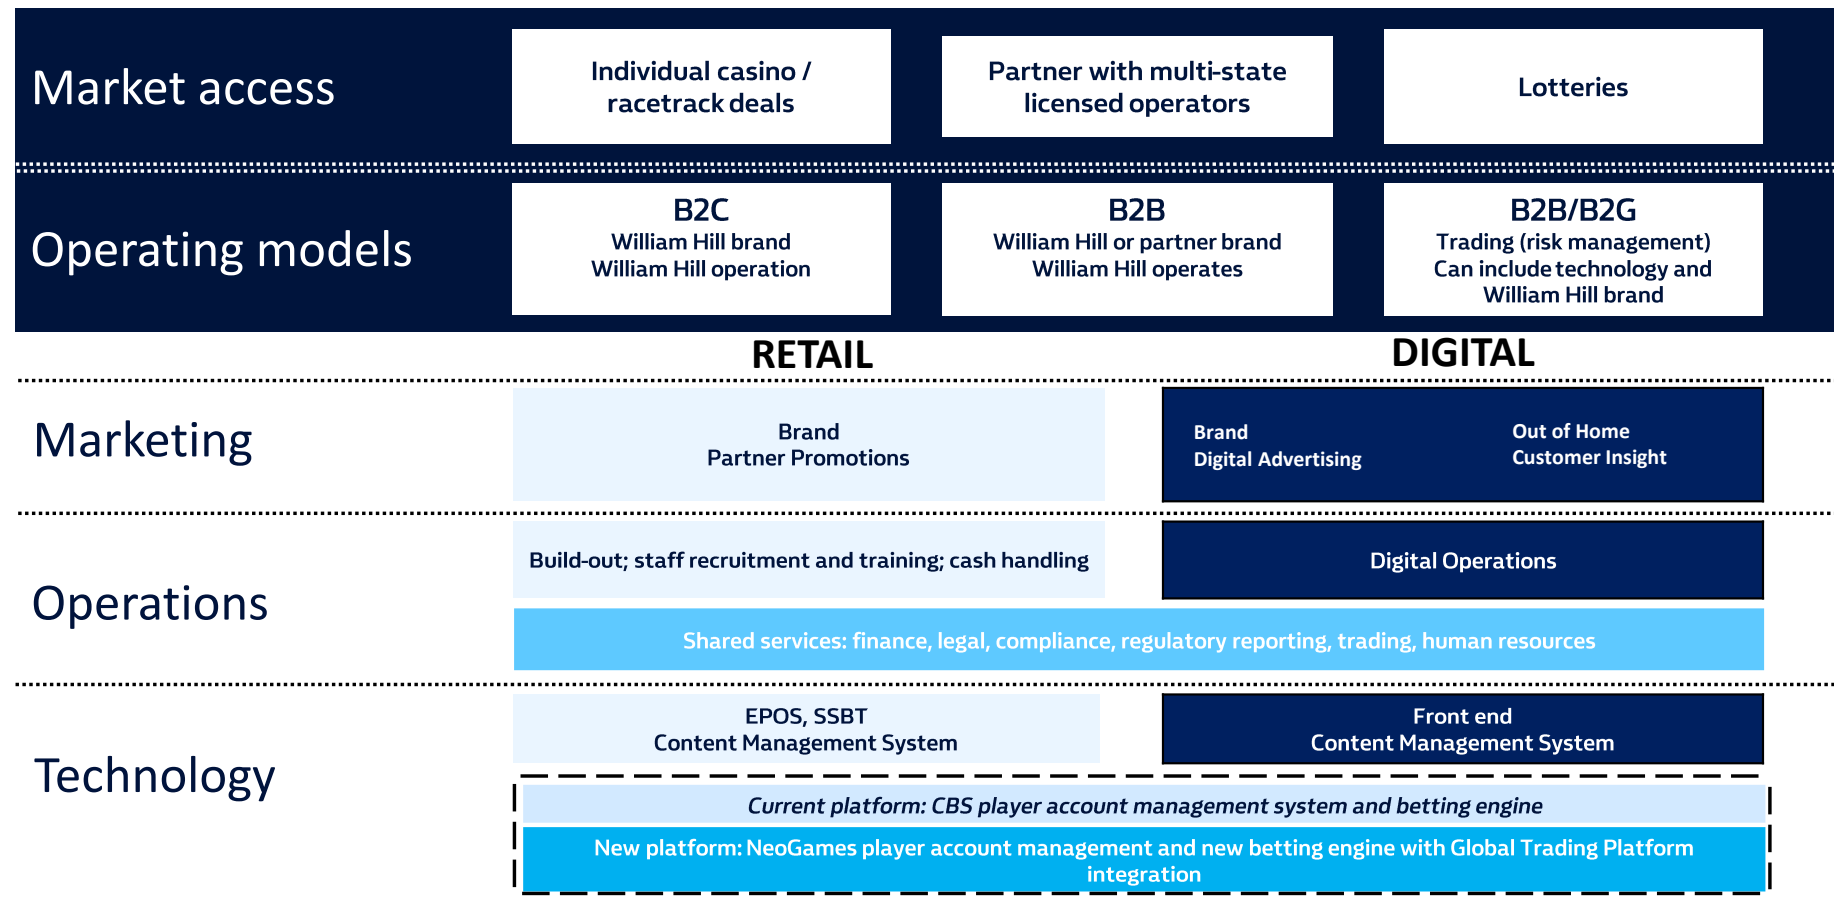 Market access
Individual casino /
racetrack deals
Partner with multi-state
licensed operators
Lotteries
Operating models
B2C
William Hill brand
William Hill operation
B2B
William Hill or partner brand
William Hill operates
B2B/B2G
Trading (risk management)
Can include technology and
William Hill brand
RETAIL
DIGITAL
Marketing
Brand
Partner Promotions
Brand
Digital Advertising
Out of Home
Customer Insight
Operations
Build-out; staff recruitment and training; cash handling
Digital Operations
Shared services: finance, legal, compliance, regulatory reporting, trading, human resources
Technology
EPOS, SSBT
Content Management System
Front end
Content Management System
Current platform: CBS player account management system and betting engine
New platform: NeoGames player account management and new betting engine with Global Trading Platform
integration